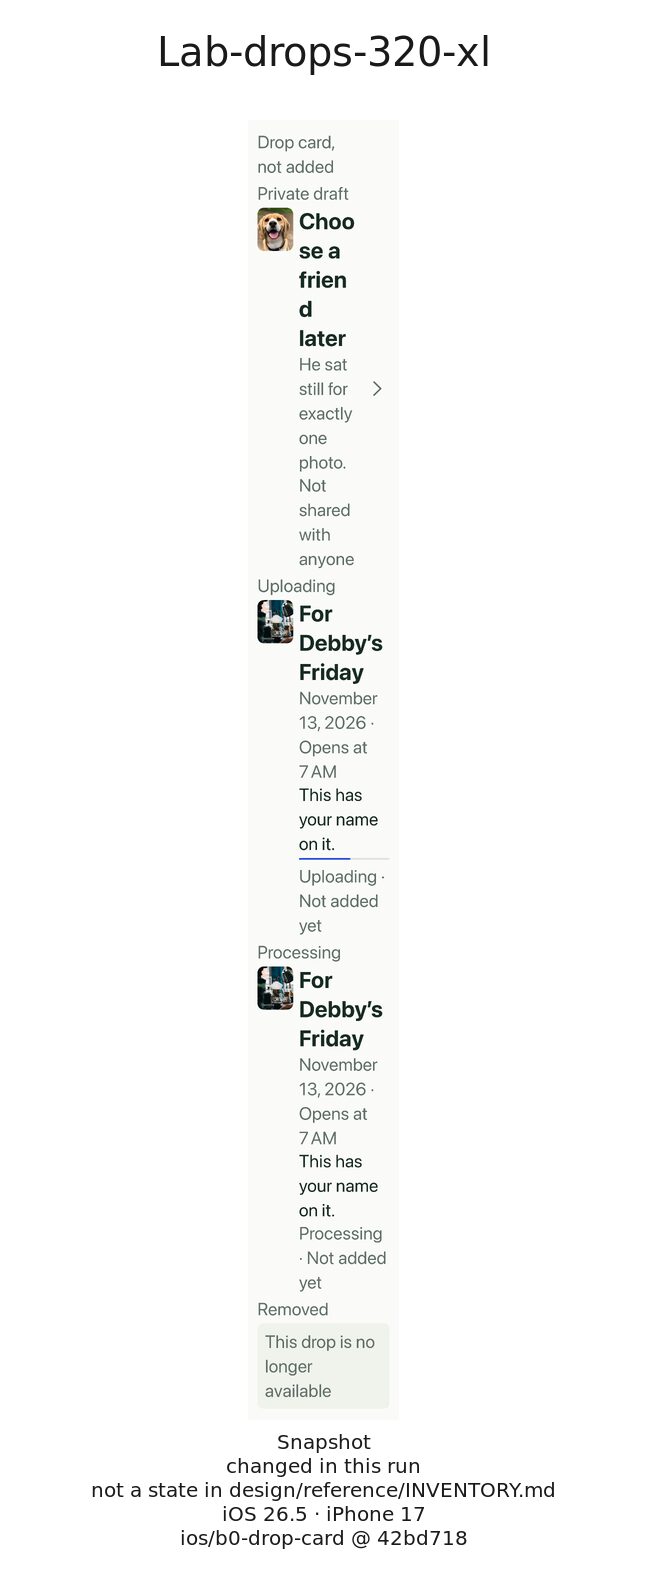 Lab-drops-320-xl
Drop card,
not added
Private draft
Choo
se a
frien
d
later
He sat
still for
exactly
one
photo.
Not
shared
with
anyone
Uploading
For
Debby’s
Friday
November
13, 2026 ·
Opens at
7 AM
This has
your name
on it.
Uploading ·
Not added
yet
Processing
For
Debby’s
Friday
November
13, 2026 ·
Opens at
7 AM
This has
your name
on it.
Processing
· Not added
yet
Removed
This drop is no
longer
available
Snapshot
changed in this run
not a state in design/reference/INVENTORY.md
iOS 26.5 · iPhone 17
ios/b0-drop-card @ 42bd718